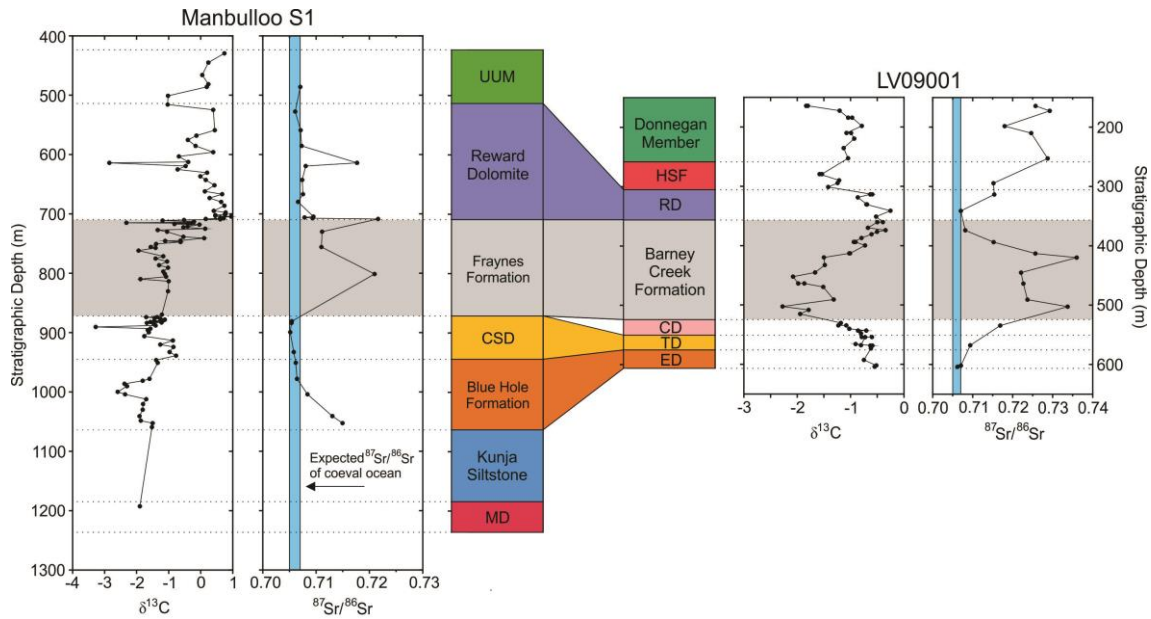 Manbulloo S1
400
500
600
700
800
900
1000
1100
1200
1300
Stratigraphic Depth (m)
-4 -3 -2 -1 0 1
δ¹³C
Expected ⁸⁷Sr/⁸⁶Sr
of coeval ocean
0.70 0.71 0.72 0.73
⁸⁷Sr/⁸⁶Sr
UUM
Reward
Dolomite
Fraynes
Formation
CSD
Blue Hole
Formation
Kunja
Siltstone
MD
Donnegan
Member
HSF
RD
Barney
Creek
Formation
CD
TD
ED
LV09001
-3 -2 -1 0
δ¹³C
0.70 0.71 0.72 0.73 0.74
⁸⁷Sr/⁸⁶Sr
200
300
400
500
600
Stratigraphic Depth (m)